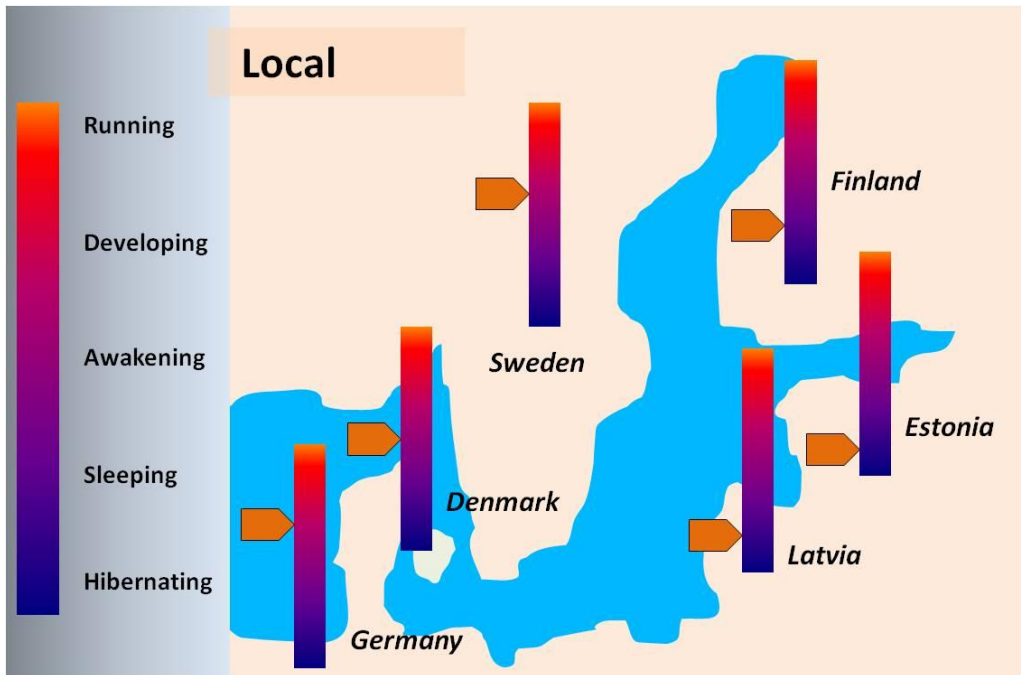 Local
Running
Developing
Awakening
Sleeping
Hibernating
Finland
Sweden
Estonia
Denmark
Latvia
Germany